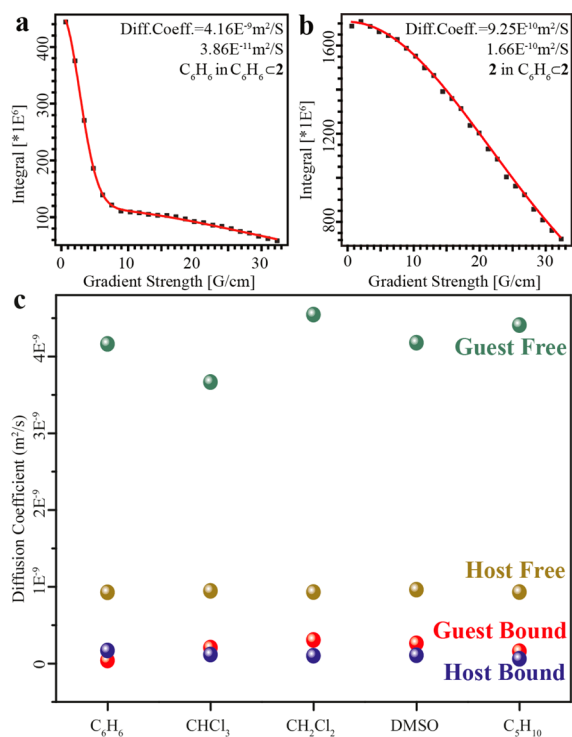 a
Diff.Coeff.=4.16E⁻⁹m²/S
3.86E⁻¹¹m²/S
C₆H₆ in C₆H₆⊂2
Integral [*1E⁶]
400
300
200
100
0 10 20 30
Gradient Strength [G/cm]
b
Diff.Coeff.=9.25E⁻¹⁰m²/S
1.66E⁻¹⁰m²/S
2 in C₆H₆⊂2
Integral [*1E⁶]
1600
1200
800
0 10 20 30
Gradient Strength [G/cm]
c
Diffusion Coefficient (m²/s)
4E⁻⁹
3E⁻⁹
2E⁻⁹
1E⁻⁹
0
Guest Free
Host Free
Guest Bound
Host Bound
C₆H₆ CHCl₃ CH₂Cl₂ DMSO C₅H₁₀